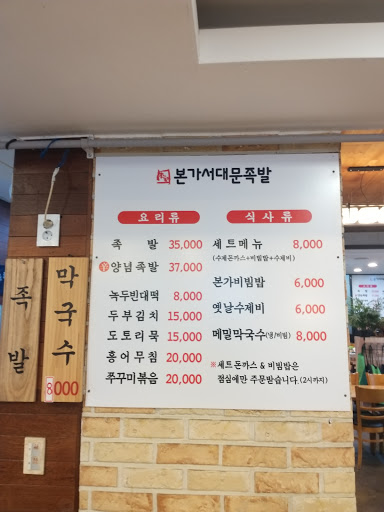 본가서대문족발
요리류
족발 35,000
양념족발 37,000
녹두빈대떡 8,000
두부김치 15,000
도토리묵 15,000
홍어무침 20,000
쭈꾸미볶음 20,000
식사류
세트메뉴 8,000
(수제돈까스+비빔밥+수제비)
본가비빔밥 6,000
옛날수제비 6,000
메밀막국수(냉/비빔) 8,000
※세트돈까스 & 비빔밥은
점심에만 주문받습니다.(2시까지)
족발
막국수
8000